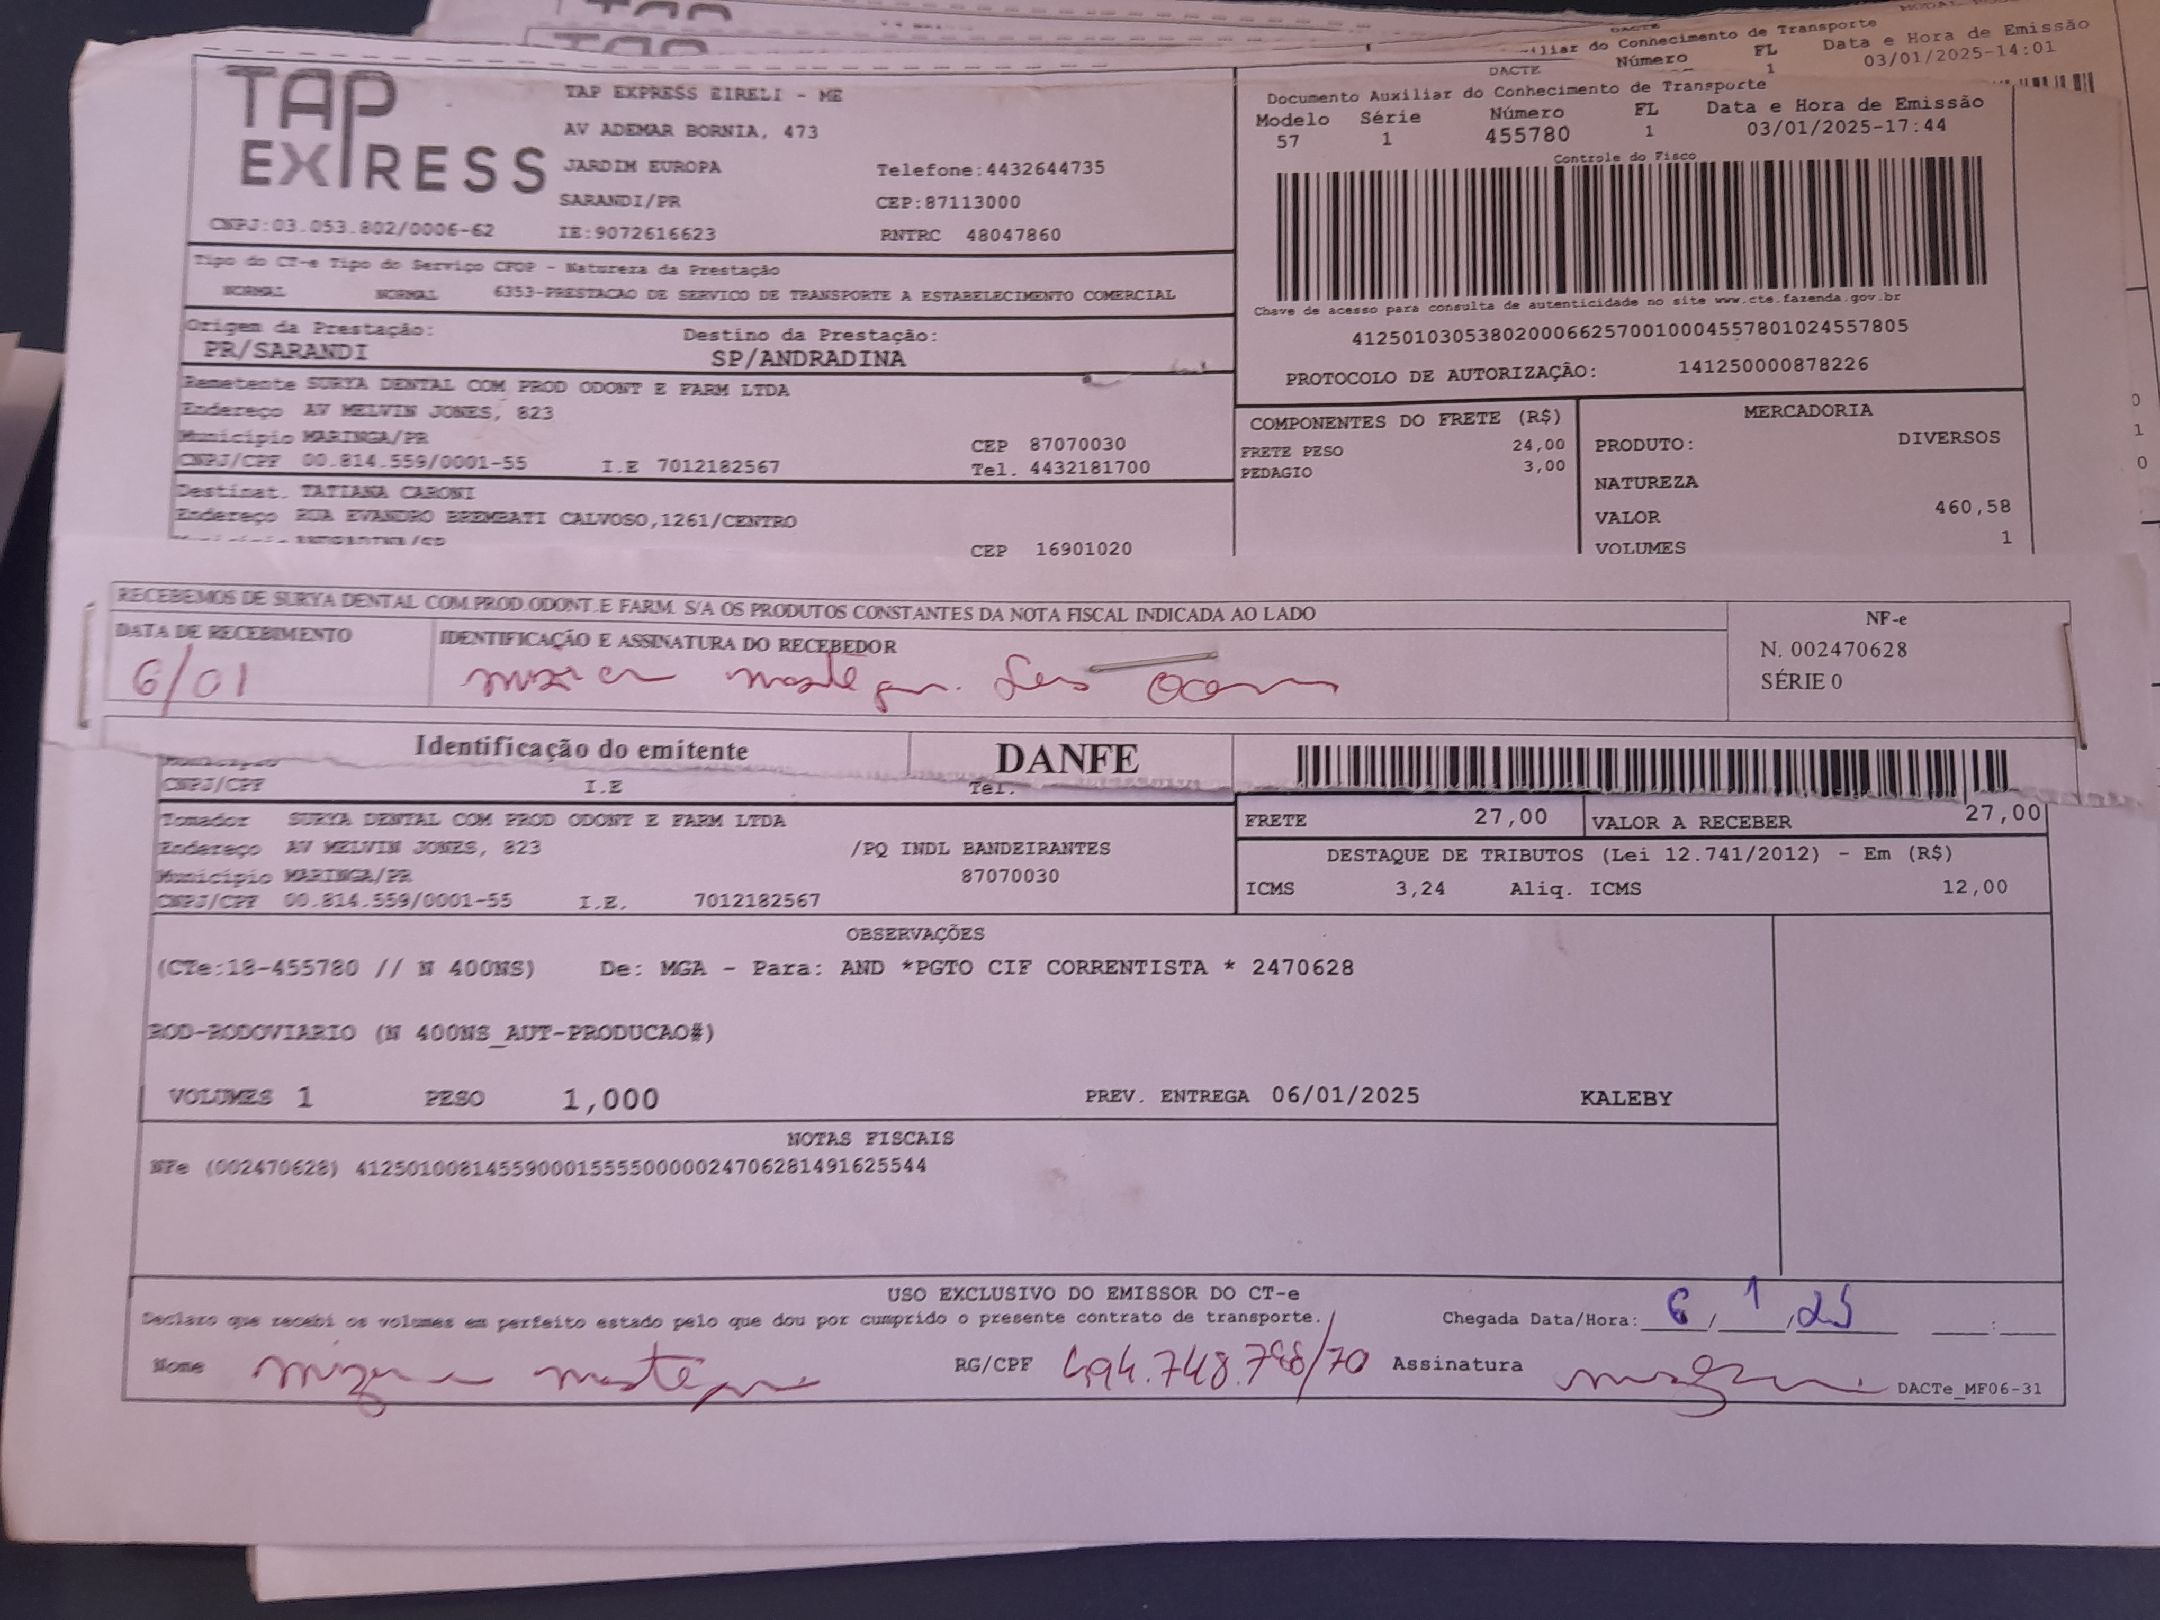 Auxiliar do Conhecimento de Transporte
Número FL Data e Hora de Emissão
1 03/01/2025-14:01
TAP EXPRESS
TAP EXPRESS EIRELI - ME
AV ADEMAR BORNIA, 473
JARDIM EUROPA Telefone:4432644735
SARANDI/PR CEP:87113000
CNPJ:03.053.802/0006-62 IE:9072616623 RNTRC 48047860
DACTE
Documento Auxiliar do Conhecimento de Transporte
Modelo Série Número FL Data e Hora de Emissão
57 1 455780 1 03/01/2025-17:44
Controle do Fisco
Chave de acesso para consulta de autenticidade no site www.cte.fazenda.gov.br
41250103053802000662570010004557801024557805
PROTOCOLO DE AUTORIZAÇÃO: 141250000878226
Tipo do CT-e Tipo do Serviço CFOP - Natureza da Prestação
NORMAL NORMAL 6353-PRESTACAO DE SERVICO DE TRANSPORTE A ESTABELECIMENTO COMERCIAL
Origem da Prestação: Destino da Prestação:
PR/SARANDI SP/ANDRADINA
Remetente SURYA DENTAL COM PROD ODONT E FARM LTDA
Endereço AV MELVIN JONES, 823
Município MARINGA/PR CEP 87070030
CNPJ/CPF 00.814.559/0001-55 I.E 7012182567 Tel. 4432181700
Destinat. TATIANA CARONI
Endereço RUA EVANDRO BREMBATI CALVOSO,1261/CENTRO
CEP 16901020
COMPONENTES DO FRETE (R$)
FRETE PESO 24,00
PEDAGIO 3,00
MERCADORIA
PRODUTO: DIVERSOS
NATUREZA
VALOR 460,58
VOLUMES 1
RECEBEMOS DE SURYA DENTAL COM.PROD.ODONT.E FARM. S/A OS PRODUTOS CONSTANTES DA NOTA FISCAL INDICADA AO LADO
DATA DE RECEBIMENTO IDENTIFICAÇÃO E ASSINATURA DO RECEBEDOR
6/01
NF-e
N. 002470628
SÉRIE 0
Identificação do emitente DANFE
CNPJ/CPF I.E Tel.
Tomador SURYA DENTAL COM PROD ODONT E FARM LTDA
Endereço AV MELVIN JONES, 823 /PQ INDL BANDEIRANTES
Município MARINGA/PR 87070030
CNPJ/CPF 00.814.559/0001-55 I.E. 7012182567
FRETE 27,00 VALOR A RECEBER 27,00
DESTAQUE DE TRIBUTOS (Lei 12.741/2012) - Em (R$)
ICMS 3,24 Aliq. ICMS 12,00
OBSERVAÇÕES
(CTe:18-455780 // N 400NS) De: MGA - Para: AND *PGTO CIF CORRENTISTA * 2470628
ROD-RODOVIARIO (N 400NS_AUT-PRODUCAO#)
VOLUMES 1 PESO 1,000 PREV. ENTREGA 06/01/2025 KALEBY
NOTAS FISCAIS
NFe (002470628) 41250100814559000155550000024706281491625544
USO EXCLUSIVO DO EMISSOR DO CT-e
Declaro que recebi os volumes em perfeito estado pelo que dou por cumprido o presente contrato de transporte. Chegada Data/Hora: 6/1/25 :
Nome RG/CPF Assinatura
DACTe_MF06-31